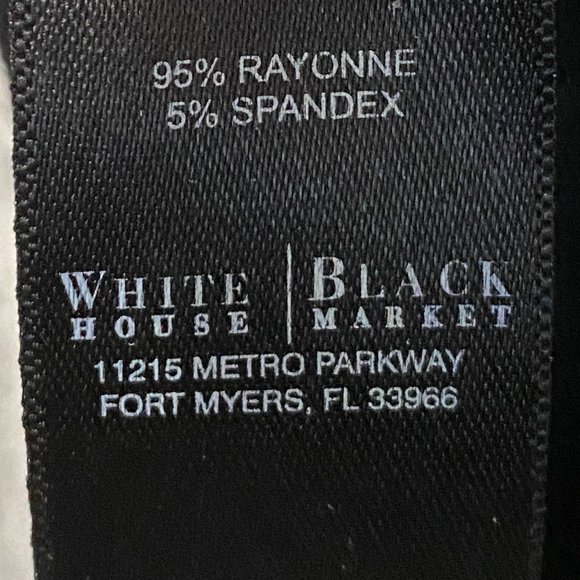 95% RAYONNE
5% SPANDEX
WHITE | BLACK
HOUSE | MARKET
11215 METRO PARKWAY
FORT MYERS, FL 33966